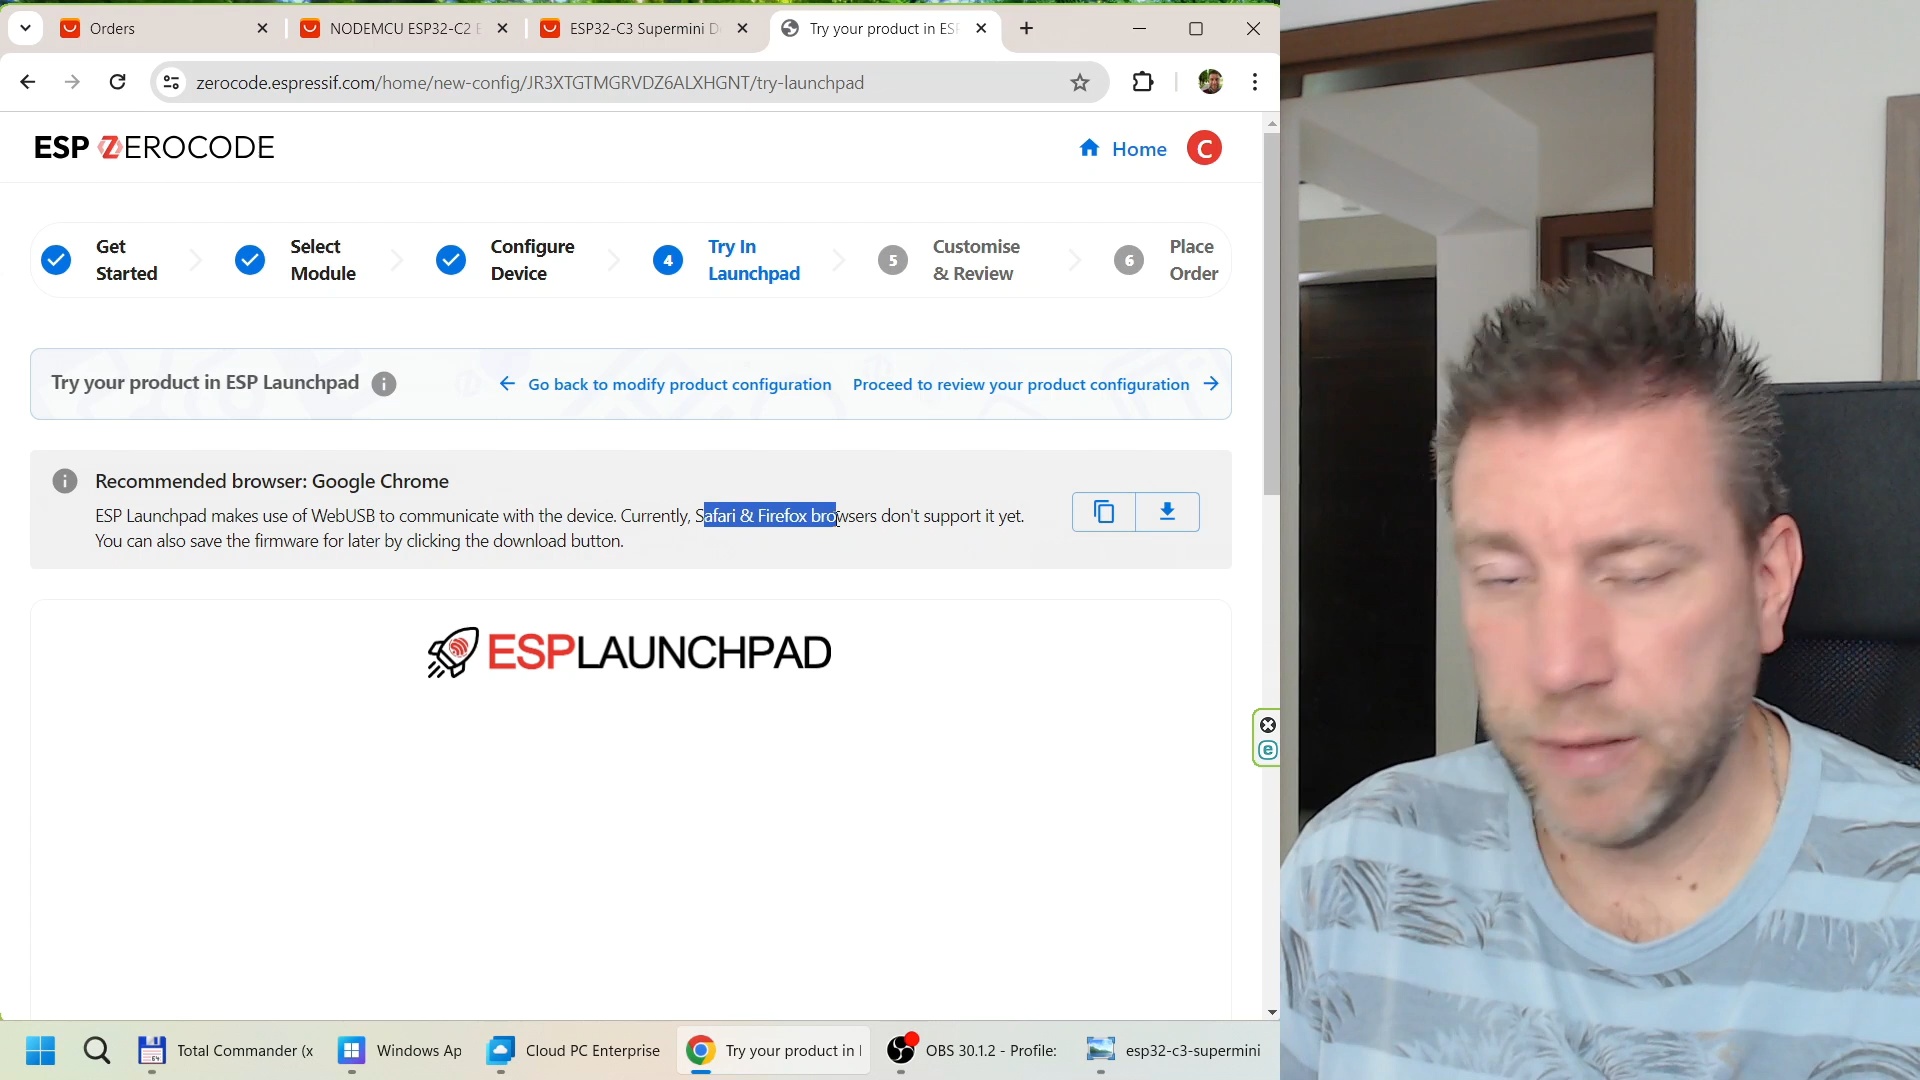 Orders
NODEMCU ESP32-C2
ESP32-C3 Supermini D
Try your product in ESP
zerocode.espressif.com/home/new-config/JR3XTGTMGRVDZ6ALXHGNT/try-launchpad
ESP ZEROCODE
Home
C
Get Started
Select Module
Configure Device
4
Try In Launchpad
5
Customise & Review
6
Place Order
Try your product in ESP Launchpad
Go back to modify product configuration
Proceed to review your product configuration
Recommended browser: Google Chrome
ESP Launchpad makes use of WebUSB to communicate with the device. Currently, Safari & Firefox browsers don't support it yet.
You can also save the firmware for later by clicking the download button.
ESPLAUNCHPAD
Total Commander (x
Windows Ap
Cloud PC Enterprise
Try your product in
OBS 30.1.2 - Profile:
esp32-c3-supermini